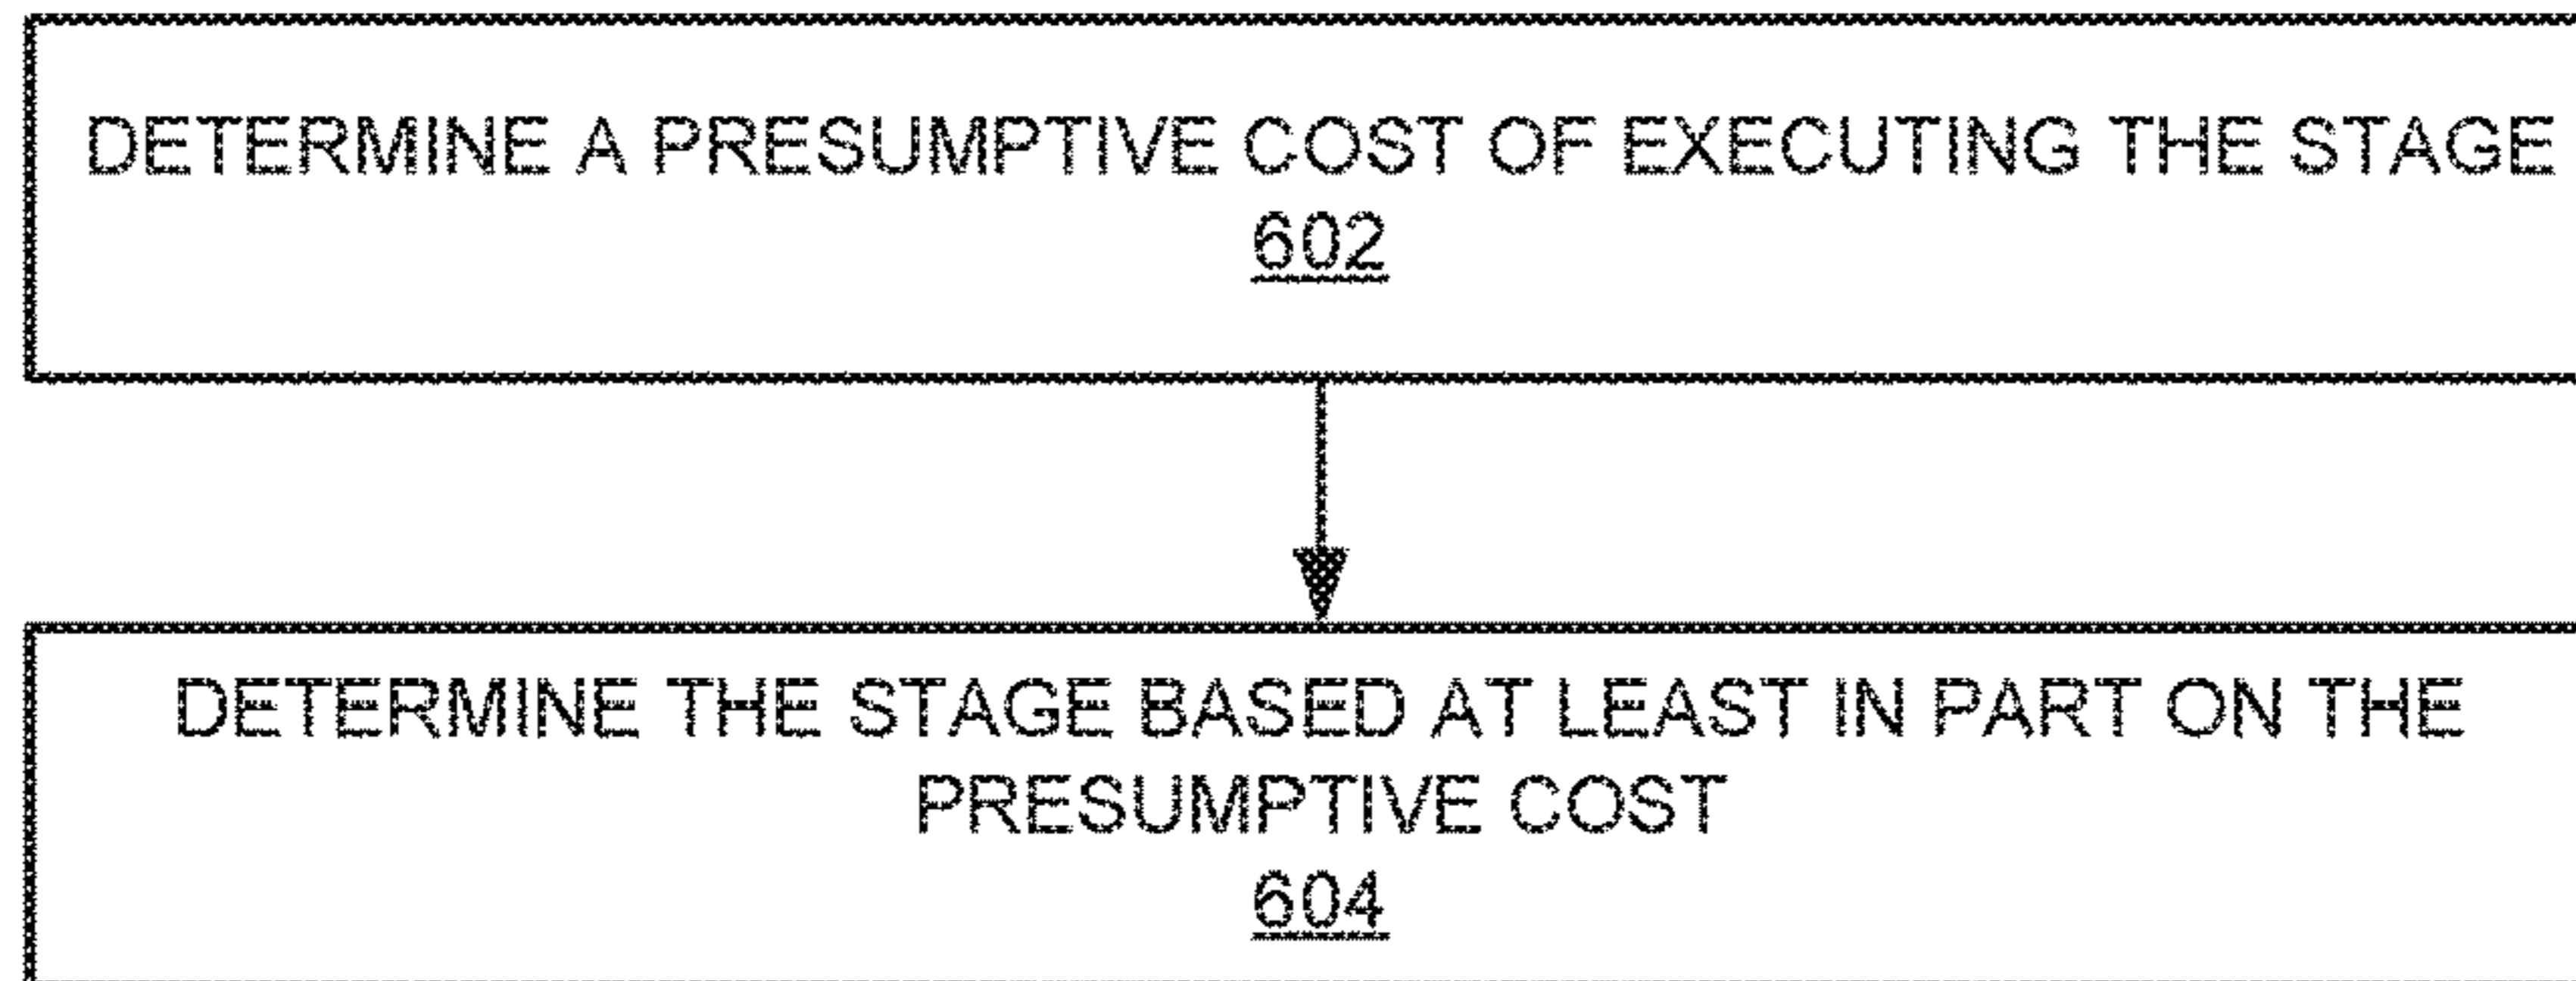 DETERMINE A PRESUMPTIVE COST OF EXECUTING THE STAGE
602
DETERMINE THE STAGE BASED AT LEAST IN PART ON THE
PRESUMPTIVE COST
604